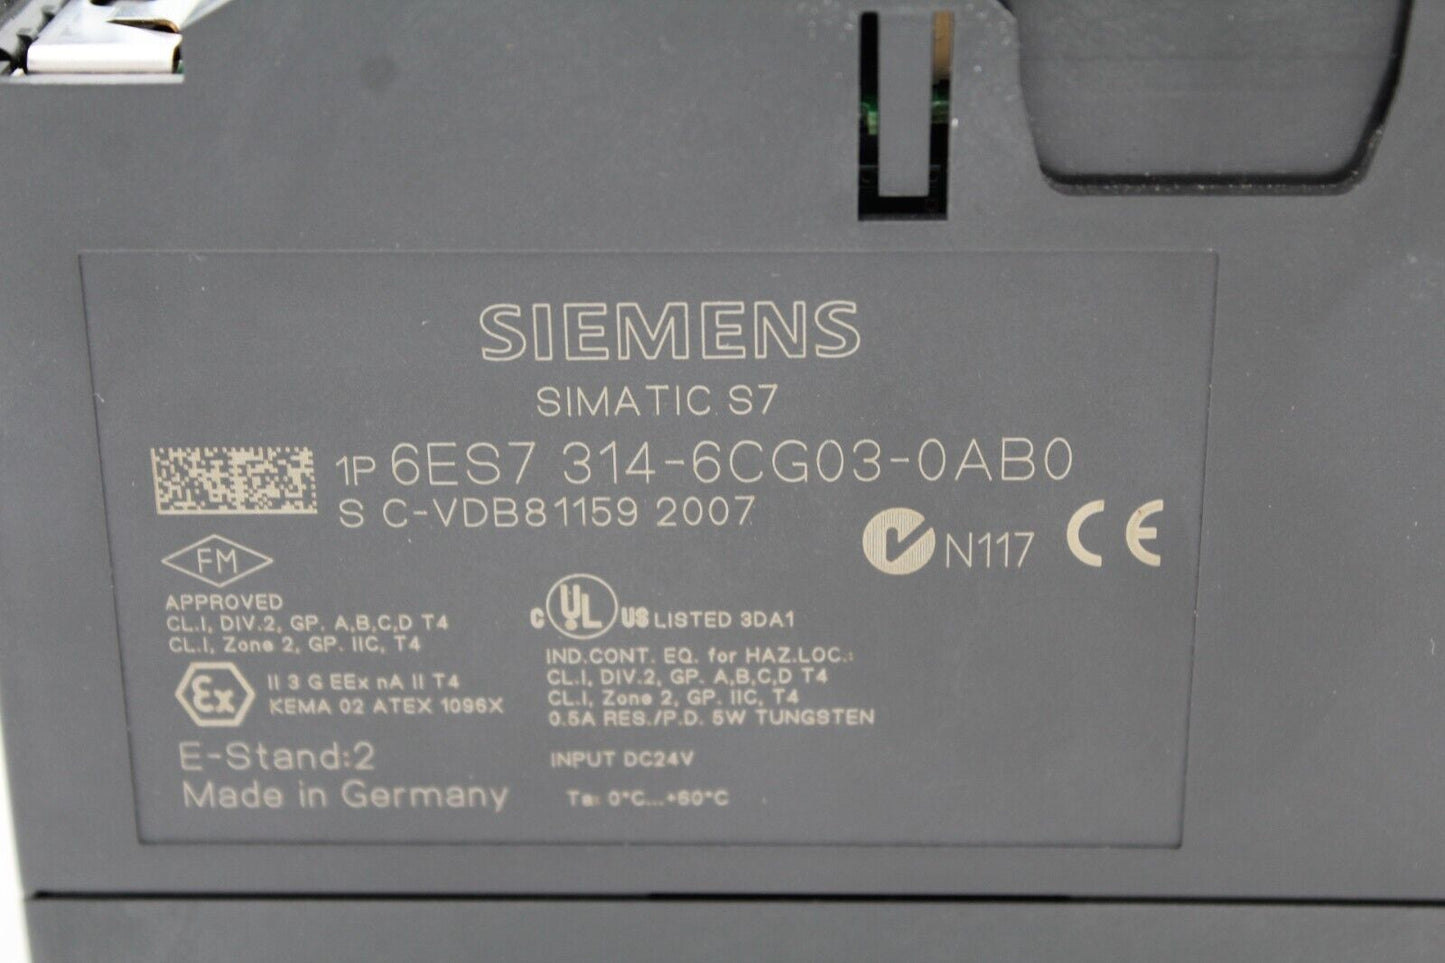 SIEMENS
SIMATIC S7
1P 6ES7 314-6CG03-0AB0
S C-VDB81159 2007
N117 CE
FM
APPROVED
CL.I, DIV.2, GP. A,B,C,D T4
CL.I, Zone 2, GP. IIC, T4
Ex II 3 G EEx nA II T4
KEMA 02 ATEX 1096X
E-Stand:2
Made in Germany
C UL US LISTED 3DA1
IND.CONT. EQ. for HAZ.LOC.:
CL.I, DIV.2, GP. A,B,C,D T4
CL.I, Zone 2, GP. IIC, T4
0.5A RES./P.D. 5W TUNGSTEN
INPUT DC24V
Ta: 0°C...+60°C